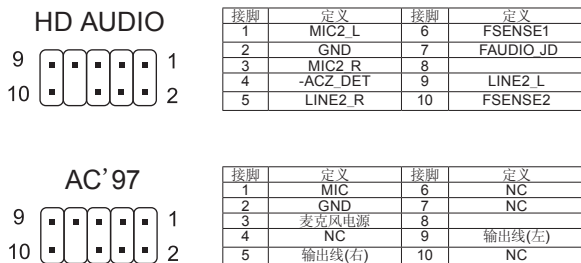 HD AUDIO
9 1
10 2
接脚 定义 接脚 定义
1 MIC2_L 6 FSENSE1
2 GND 7 FAUDIO_JD
3 MIC2_R 8
4 -ACZ_DET 9 LINE2_L
5 LINE2_R 10 FSENSE2
AC'97
9 1
10 2
接脚 定义 接脚 定义
1 MIC 6 NC
2 GND 7 NC
3 麦克风电源 8
4 NC 9 输出线(左)
5 输出线(右) 10 NC